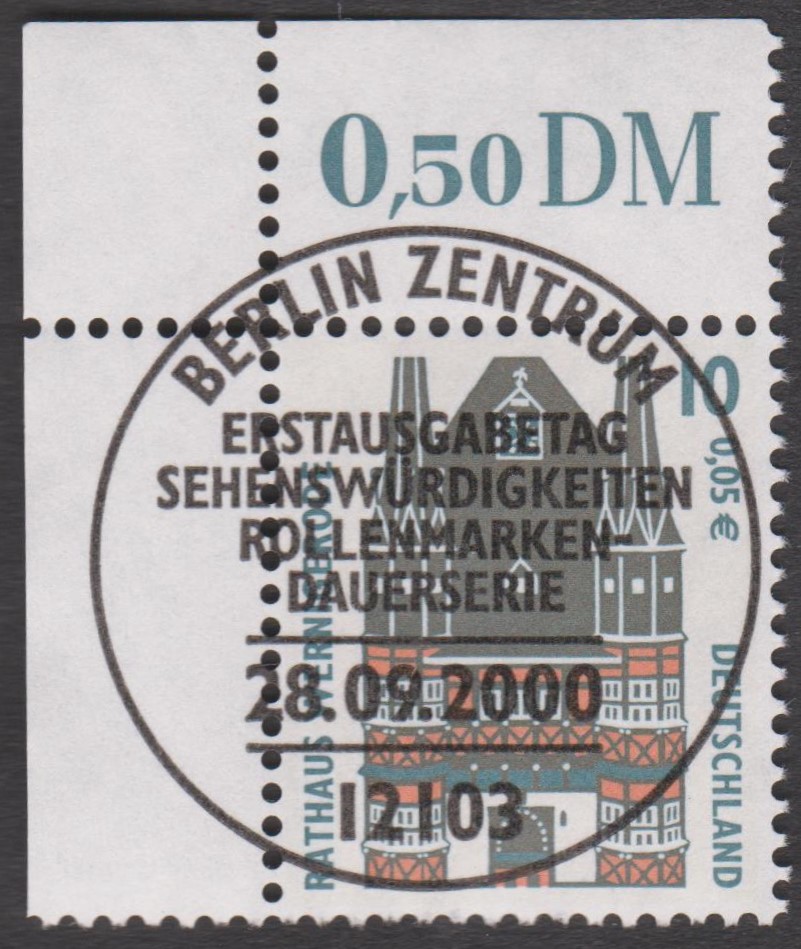 0,50 DM
BERLIN ZENTRUM
10
0,05 €
ERSTAUSGABETAG
SEHENSWÜRDIGKEITEN
ROLLENMARKEN-
DAUERSERIE
28.09.2000
12103
RATHAUS WERNIGERODE
DEUTSCHLAND